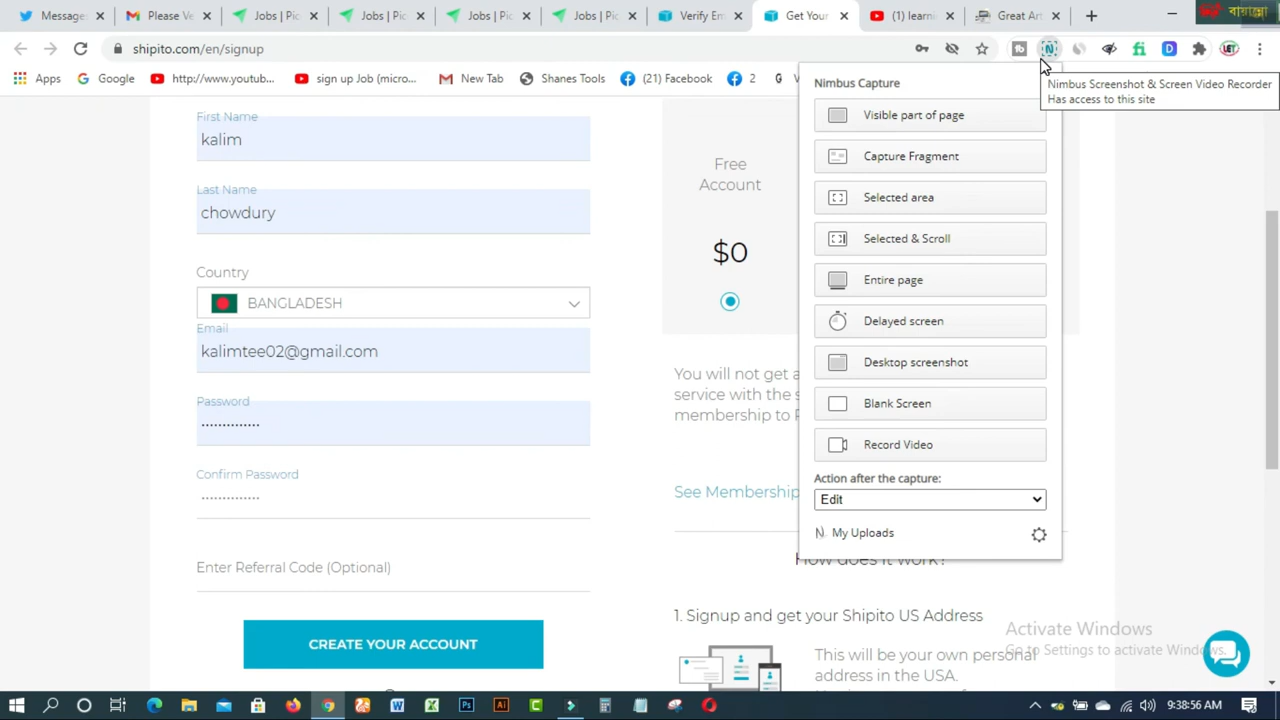 Message
Please Ve
Jobs | Pic
Jobs | Pic
Jobs | Pic
Jobs | Pic
Verify Em
Get Your
(1) learni
Great Art
shipito.com/en/signup
Apps
Google
http://www.youtub...
sign up Job (micro...
New Tab
Shanes Tools
(21) Facebook
2
Nimbus Screenshot & Screen Video Recorder
Has access to this site
Nimbus Capture
Visible part of page
Capture Fragment
Selected area
Selected & Scroll
Entire page
Delayed screen
Desktop screenshot
Blank Screen
Record Video
Action after the capture:
Edit
My Uploads
First Name
kalim
Last Name
chowdury
Country
BANGLADESH
Email
kalimtee02@gmail.com
Password
Confirm Password
Enter Referral Code (Optional)
CREATE YOUR ACCOUNT
Free
Account
$0
You will not get a
service with the s
membership to P
See Membership
How does it work?
1. Signup and get your Shipito US Address
This will be your own personal
address in the USA.
Activate Windows
Go to Settings to activate Windows.
9:38:56 AM